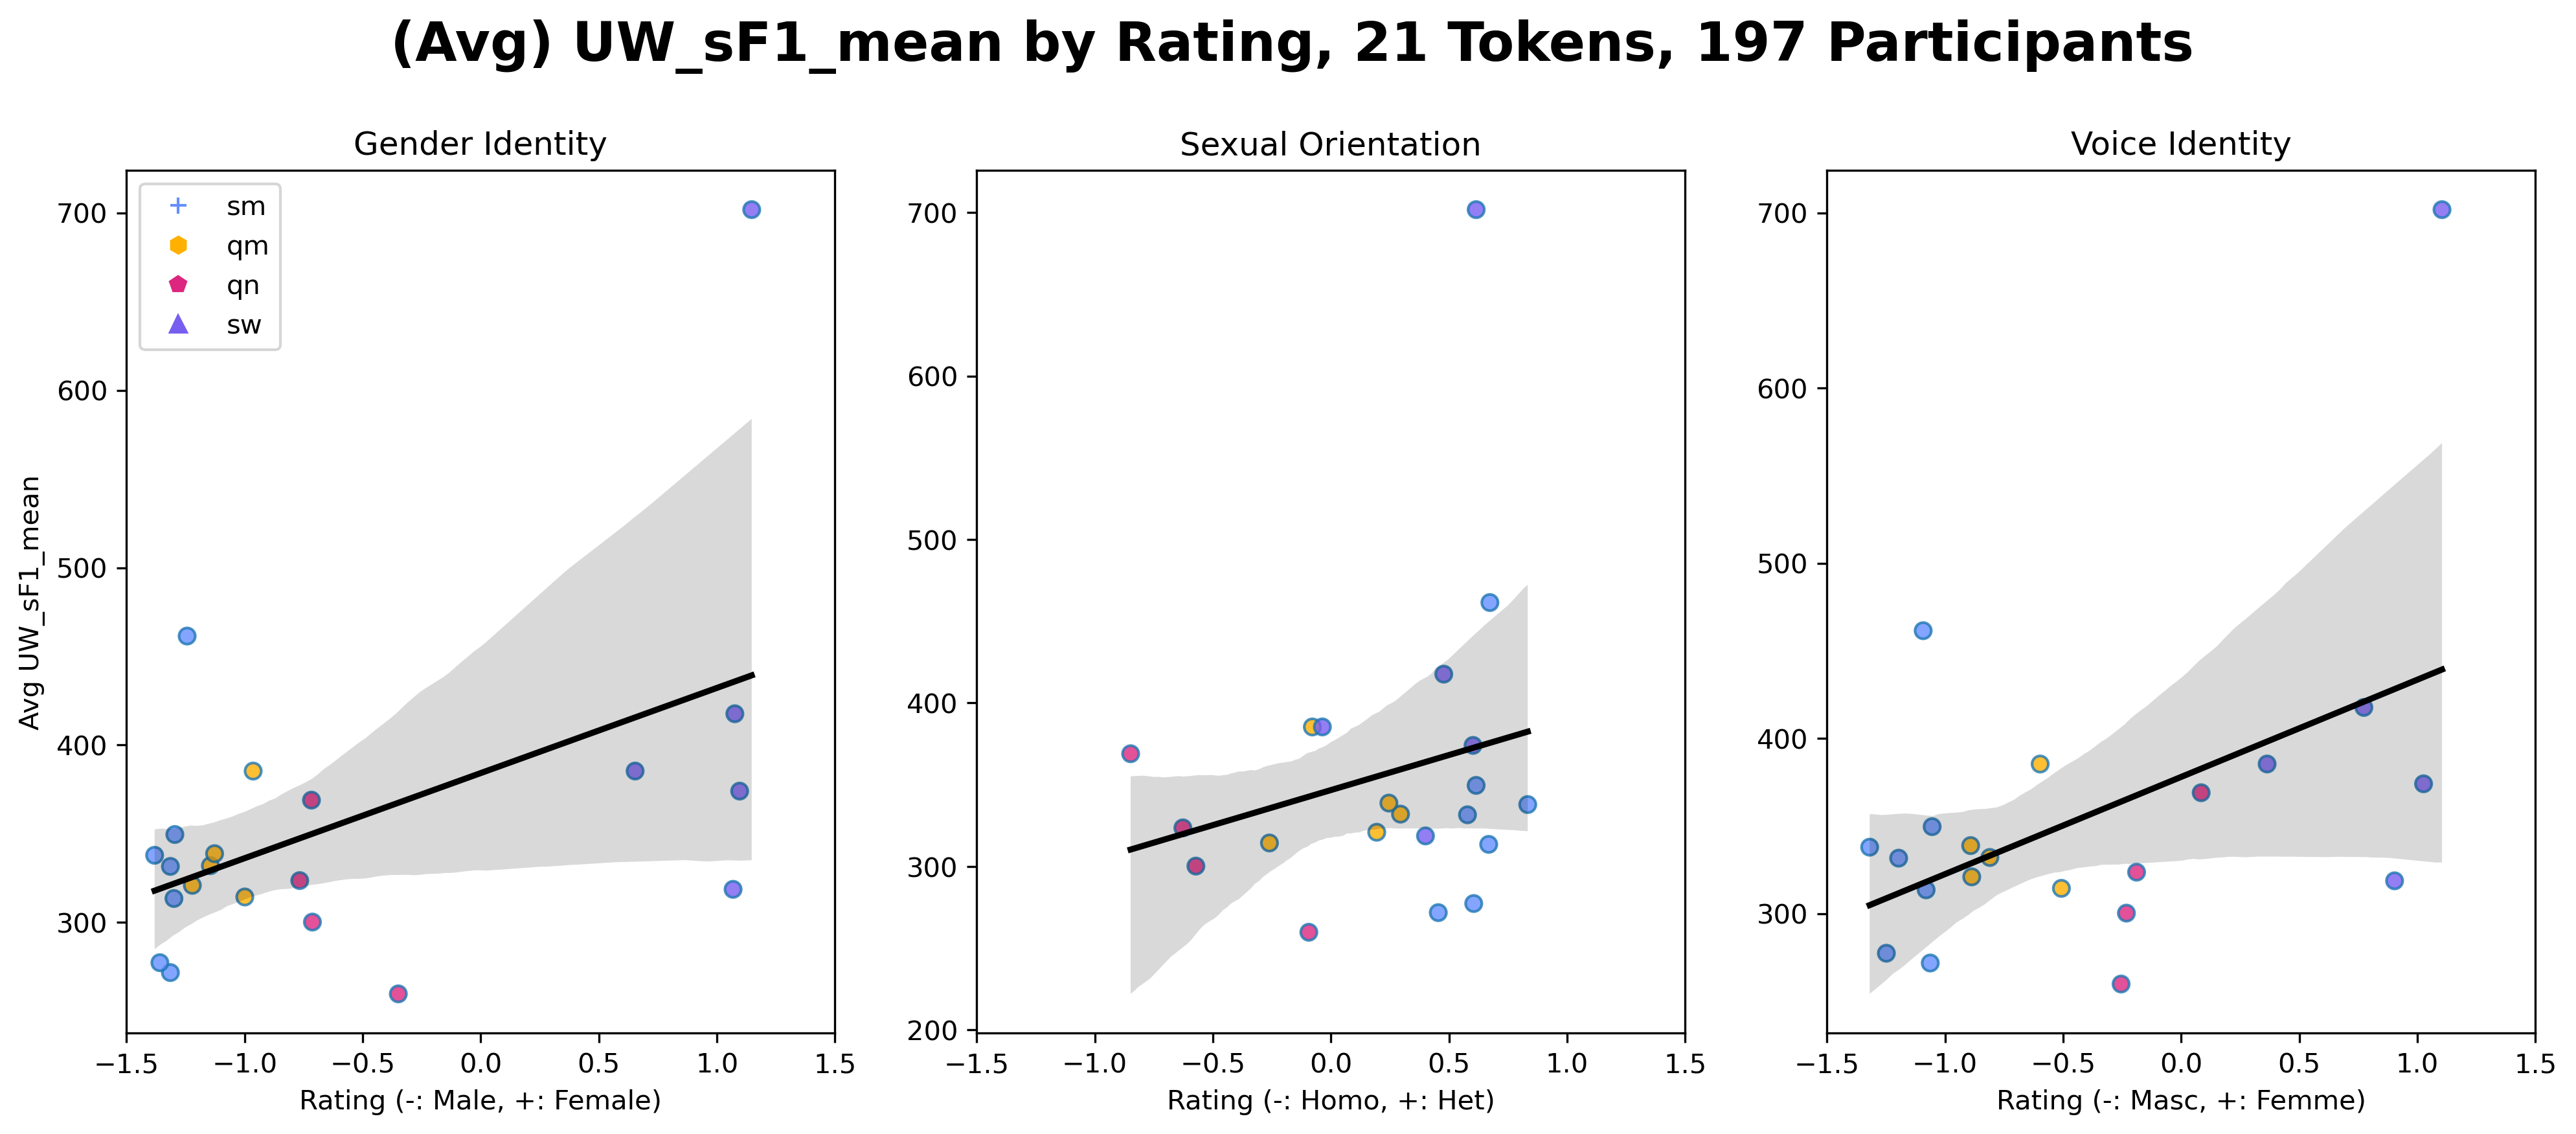 (Avg) UW_sF1_mean by Rating, 21 Tokens, 197 Participants
Gender Identity
sm
qm
qn
sw
700
600
500
400
300
Avg UW_sF1_mean
−1.5 −1.0 −0.5 0.0 0.5 1.0 1.5
Rating (-: Male, +: Female)
Sexual Orientation
700
600
500
400
300
200
−1.5 −1.0 −0.5 0.0 0.5 1.0 1.5
Rating (-: Homo, +: Het)
Voice Identity
700
600
500
400
300
−1.5 −1.0 −0.5 0.0 0.5 1.0 1.5
Rating (-: Masc, +: Femme)